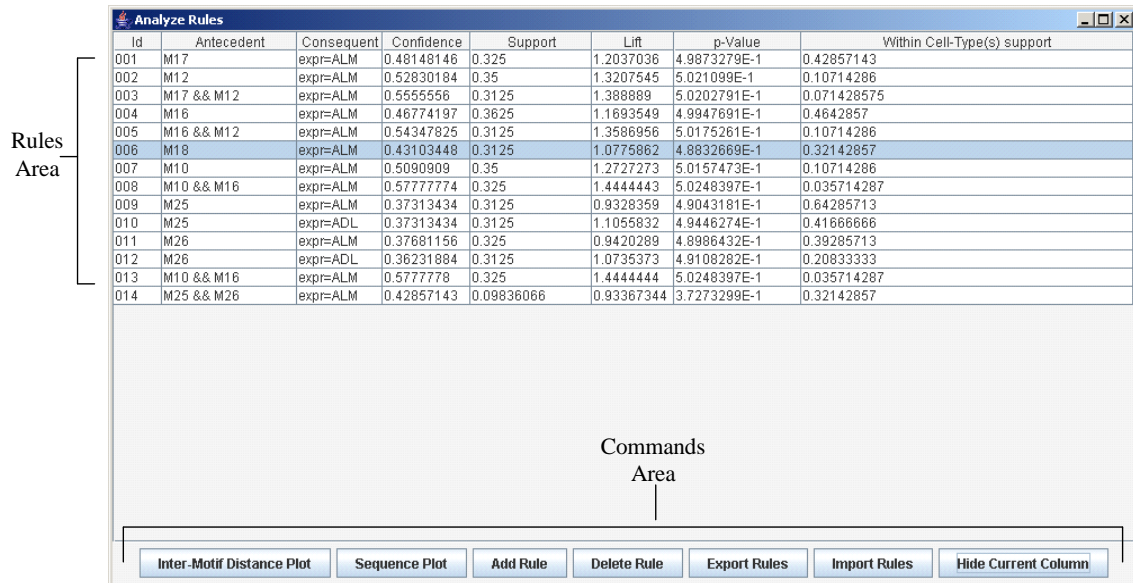 Analyze Rules
Id Antecedent Consequent Confidence Support Lift p-Value Within Cell-Type(s) support
001 M17 expr=ALM 0.48148146 0.325 1.2037036 4.9873279E-1 0.42857143
002 M12 expr=ALM 0.52830184 0.35 1.3207545 5.021099E-1 0.10714286
003 M17 && M12 expr=ALM 0.5555556 0.3125 1.388889 5.0202791E-1 0.071428575
004 M16 expr=ALM 0.46774197 0.3625 1.1693549 4.9947691E-1 0.4642857
005 M16 && M12 expr=ALM 0.54347825 0.3125 1.3586956 5.0175261E-1 0.10714286
006 M18 expr=ALM 0.43103448 0.3125 1.0775862 4.8832669E-1 0.32142857
007 M10 expr=ALM 0.5090909 0.35 1.2727273 5.0157473E-1 0.10714286
008 M10 && M16 expr=ALM 0.57777774 0.325 1.4444443 5.0248397E-1 0.035714287
009 M25 expr=ALM 0.37313434 0.3125 0.9328359 4.9043181E-1 0.64285713
010 M25 expr=ADL 0.37313434 0.3125 1.1055832 4.9446274E-1 0.41666666
011 M26 expr=ALM 0.37681156 0.325 0.9420289 4.8986432E-1 0.39285713
012 M26 expr=ADL 0.36231884 0.3125 1.0735373 4.9108282E-1 0.20833333
013 M10 && M16 expr=ALM 0.5777778 0.325 1.4444444 5.0248397E-1 0.035714287
014 M25 && M26 expr=ALM 0.42857143 0.09836066 0.93367344 3.7273299E-1 0.32142857
Rules
Area
Commands
Area
Inter-Motif Distance Plot Sequence Plot Add Rule Delete Rule Export Rules Import Rules Hide Current Column